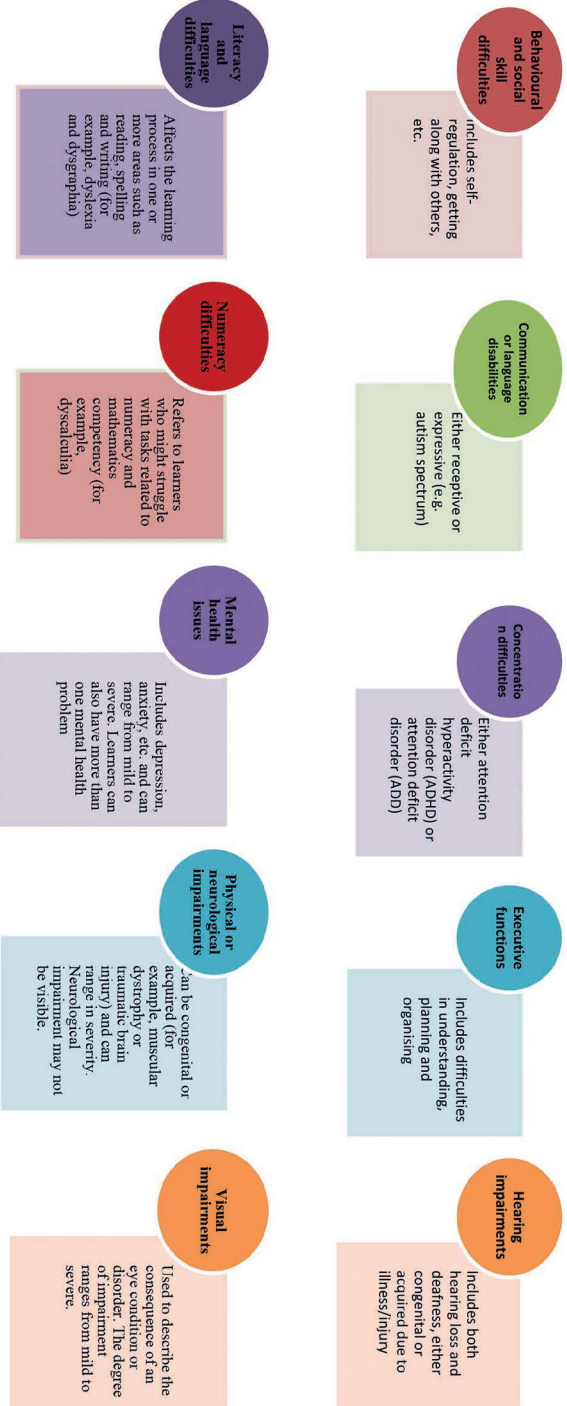 Behavioural
and social
skill
difficulties
Includes self-
regulation, getting
along with others,
etc.
Communication
or language
disabilities
Either receptive or
expressive (e.g.
autism spectrum)
Concentratio
n difficulties
Either attention
deficit
hyperactivity
disorder (ADHD) or
attention deficit
disorder (ADD)
Executive
functions
Includes difficulties
in understanding,
planning and
organising
Hearing
impairments
Includes both
hearing loss and
deafness, either
congenital or
acquired due to
illness/injury
Literacy
and
language
difficulties
Affects the learning
process in one or
more areas such as
reading, spelling
and writing (for
example, dyslexia
and dysgraphia)
Numeracy
difficulties
Refers to learners
who might struggle
with tasks related to
numeracy and
mathematics
competency (for
example,
dyscalculia)
Mental
health
issues
Includes depression,
anxiety, etc. and can
range from mild to
severe. Learners can
also have more than
one mental health
problem
Physical or
neurological
impairments
Can be congenital or
acquired (for
example, muscular
dystrophy or
traumatic brain
injury) and can
range in severity.
Neurological
impairment may not
be visible.
Visual
impairments
Used to describe the
consequence of an
eye condition or
disorder. The degree
of impairment
ranges from mild to
severe.